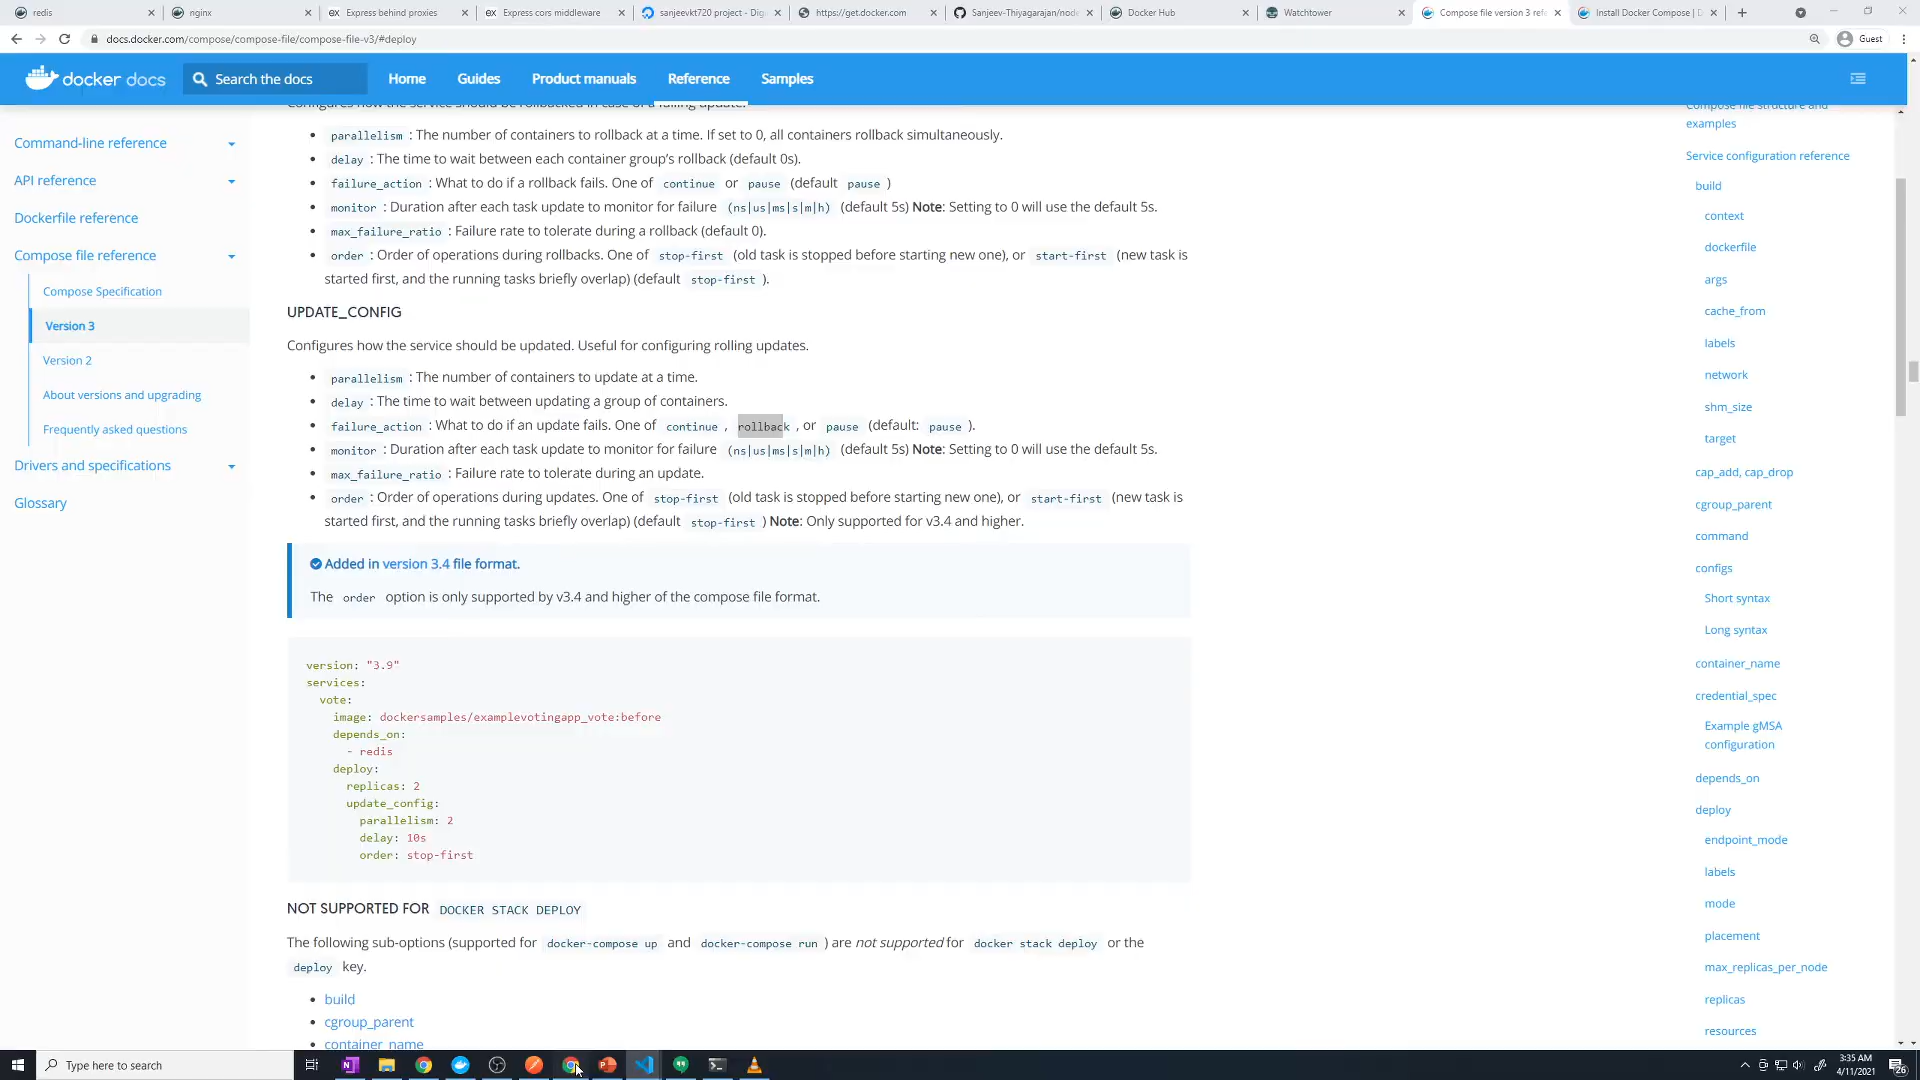 redis
nginx
Express behind proxies
Express cors middleware
sanjeevkt720 project - Digi
https://get.docker.com
Sanjeev-Thiyagarajan/node
Docker Hub
Watchtower
Compose file version 3 refe
Install Docker Compose | D
docs.docker.com/compose/compose-file/compose-file-v3/#deploy
Guest
docker docs
Search the docs
Home
Guides
Product manuals
Reference
Samples
Command-line reference
API reference
Dockerfile reference
Compose file reference
Compose Specification
Version 3
Version 2
About versions and upgrading
Frequently asked questions
Drivers and specifications
Glossary
Configures how the service should be rollbacked in case of a failing update.
• parallelism : The number of containers to rollback at a time. If set to 0, all containers rollback simultaneously.
• delay : The time to wait between each container group's rollback (default 0s).
• failure_action : What to do if a rollback fails. One of continue or pause (default pause )
• monitor : Duration after each task update to monitor for failure (ns|us|ms|s|m|h) (default 5s) Note: Setting to 0 will use the default 5s.
• max_failure_ratio : Failure rate to tolerate during a rollback (default 0).
• order : Order of operations during rollbacks. One of stop-first (old task is stopped before starting new one), or start-first (new task is
started first, and the running tasks briefly overlap) (default stop-first ).
UPDATE_CONFIG
Configures how the service should be updated. Useful for configuring rolling updates.
• parallelism : The number of containers to update at a time.
• delay : The time to wait between updating a group of containers.
• failure_action : What to do if an update fails. One of continue , rollback , or pause (default: pause ).
• monitor : Duration after each task update to monitor for failure (ns|us|ms|s|m|h) (default 5s) Note: Setting to 0 will use the default 5s.
• max_failure_ratio : Failure rate to tolerate during an update.
• order : Order of operations during updates. One of stop-first (old task is stopped before starting new one), or start-first (new task is
started first, and the running tasks briefly overlap) (default stop-first ) Note: Only supported for v3.4 and higher.
Added in version 3.4 file format.
The order option is only supported by v3.4 and higher of the compose file format.
version: "3.9"
services:
vote:
image: dockersamples/examplevotingapp_vote:before
depends_on:
- redis
deploy:
replicas: 2
update_config:
parallelism: 2
delay: 10s
order: stop-first
NOT SUPPORTED FOR DOCKER STACK DEPLOY
The following sub-options (supported for docker-compose up and docker-compose run ) are not supported for docker stack deploy or the
deploy key.
• build
• cgroup_parent
container_name
Compose file structure and
examples
Service configuration reference
build
context
dockerfile
args
cache_from
labels
network
shm_size
target
cap_add, cap_drop
cgroup_parent
command
configs
Short syntax
Long syntax
container_name
credential_spec
Example gMSA
configuration
depends_on
deploy
endpoint_mode
labels
mode
placement
max_replicas_per_node
replicas
resources
Type here to search
3:35 AM
4/11/2021
26